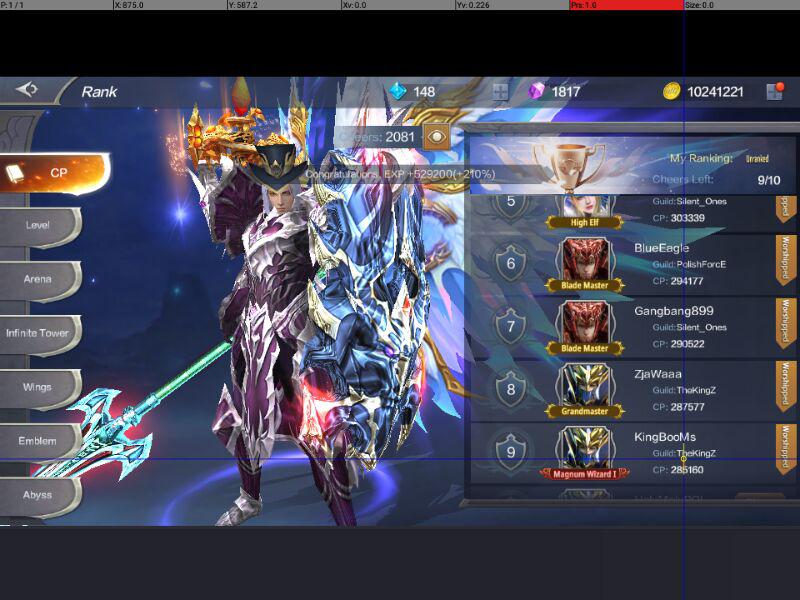 P: 1 / 1 X: 875.0 Y: 587.2 Xv: 0.0 Yv: 0.226 Prs: 1.0 Size: 0.0
Rank 148 1817 10241221
Cheers: 2081
Congratulations, EXP +529200(+210%)
My Ranking: Unranked
Cheers Left: 9/10
CP
Level
Arena
Infinite Tower
Wings
Emblem
Abyss
5 High Elf
Guild: Silent_Ones
CP: 303339
6 Blade Master
BlueEagle
Guild: PolishForcE
CP: 294177
Worshipped
7 Blade Master
Gangbang899
Guild: Silent_Ones
CP: 290522
Worshipped
8 Grandmaster
ZjaWaaa
Guild: TheKingZ
CP: 287577
Worshipped
9 Magnum Wizard I
KingBooMs
Guild: TheKingZ
CP: 285160
Worshipped